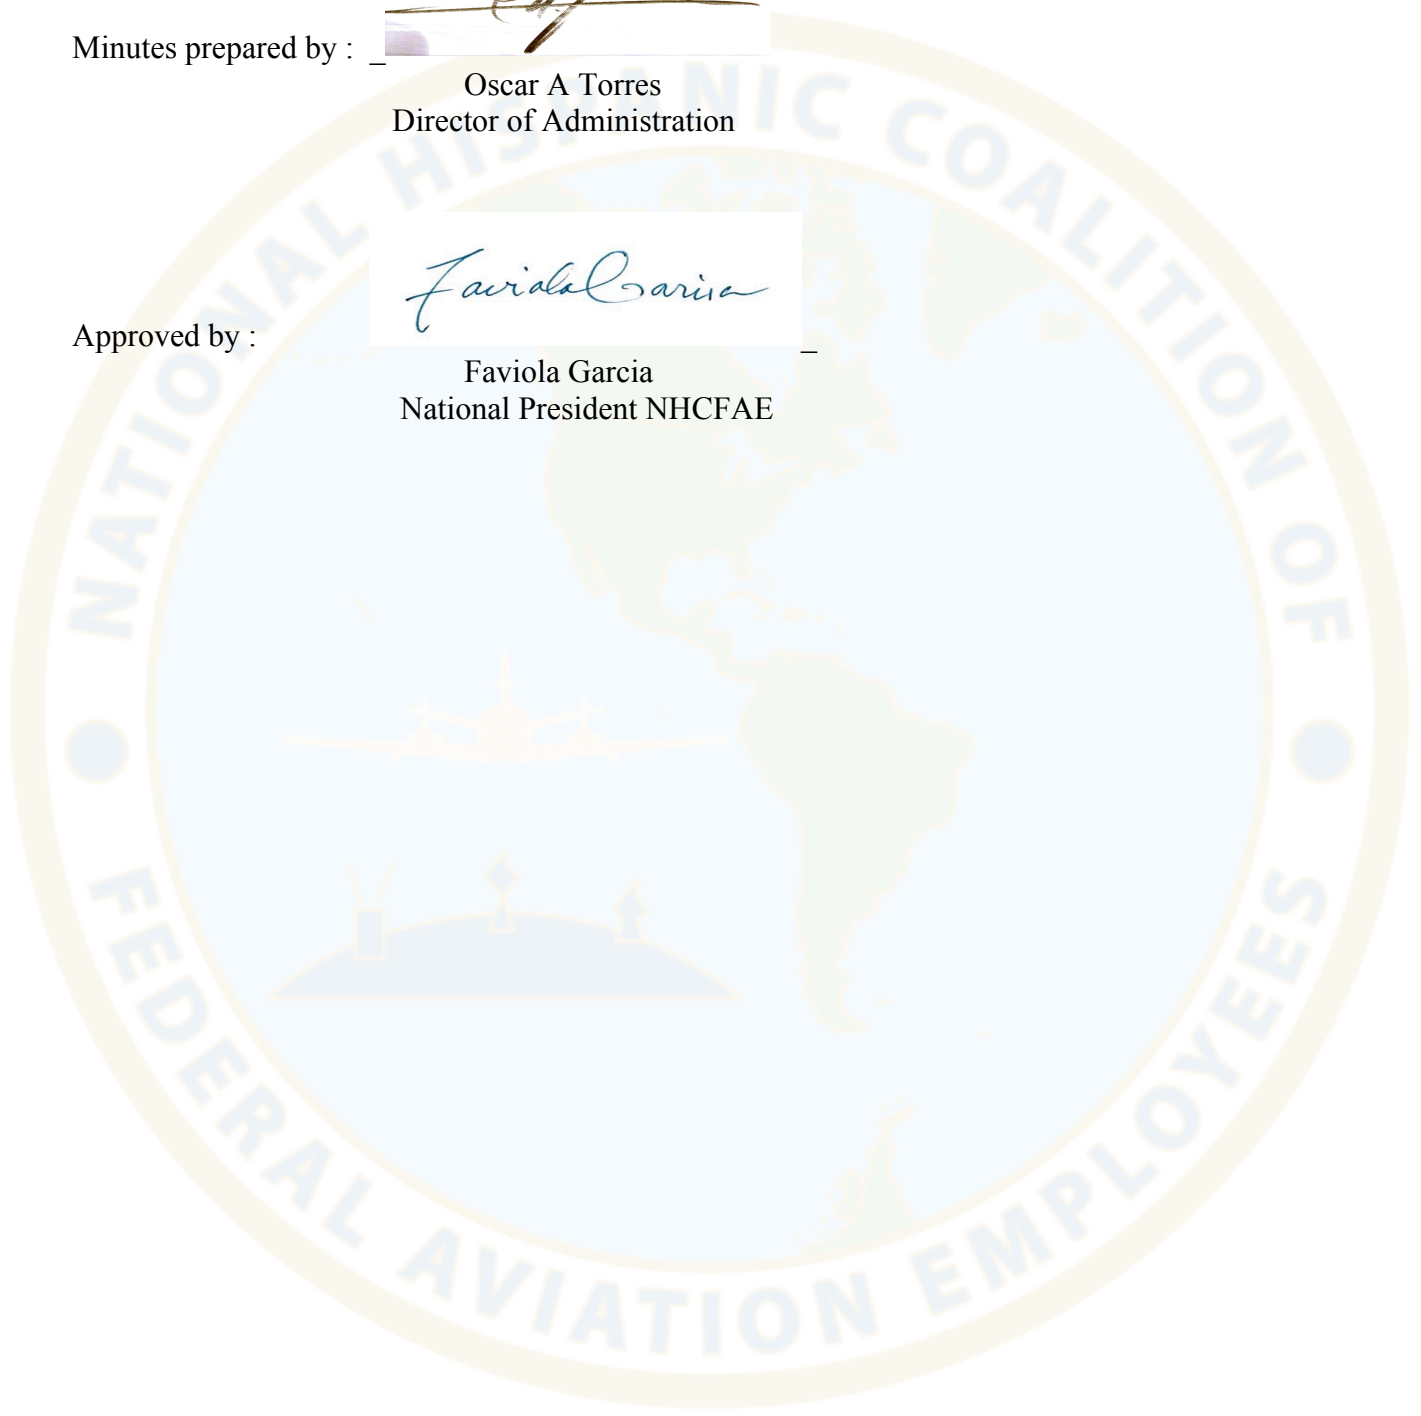 Minutes prepared by : _
Oscar A Torres
Director of Administration
Faviola Garcia
Approved by : _
Faviola Garcia
National President NHCFAE
NATIONAL HISPANIC COALITION OF
FEDERAL AVIATION EMPLOYEES